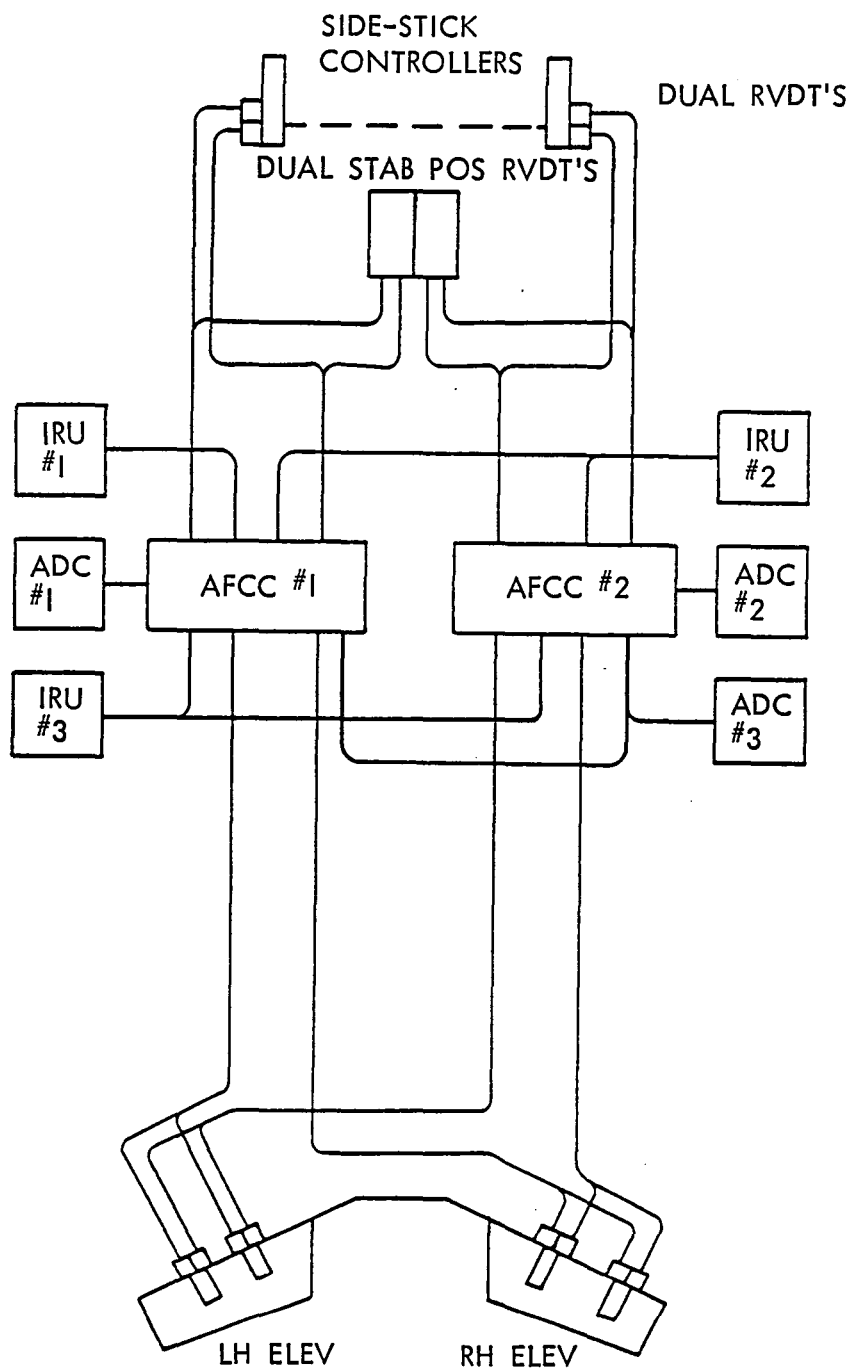 SIDE-STICK
CONTROLLERS
DUAL RVDT'S
DUAL STAB POS RVDT'S
IRU
#1
IRU
#2
ADC
#1
AFCC #1
AFCC #2
ADC
#2
IRU
#3
ADC
#3
LH ELEV
RH ELEV